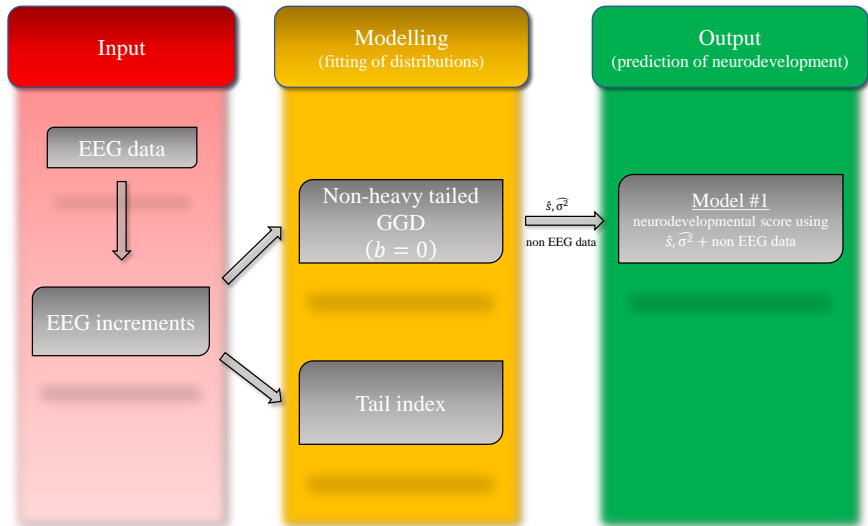 Input
Modelling
(fitting of distributions)
Output
(prediction of neurodevelopment)
EEG data
EEG increments
Non-heavy tailed
GGD
(b = 0)
Tail index
ŝ, σ̂²
non EEG data
Model #1
neurodevelopmental score using
ŝ, σ̂² + non EEG data